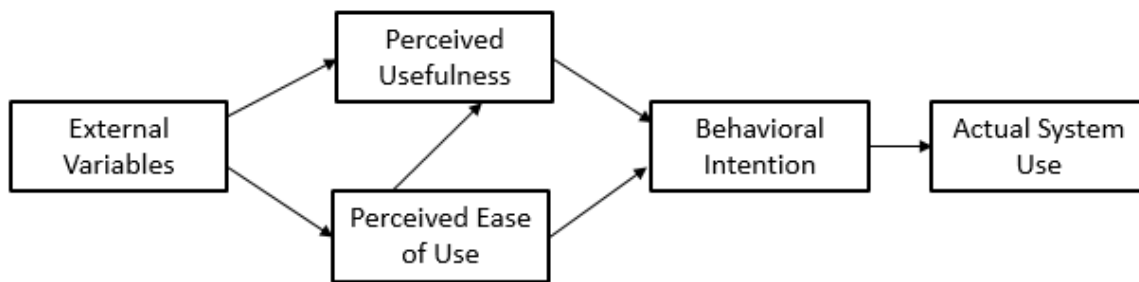 External
Variables
Perceived
Usefulness
Perceived Ease
of Use
Behavioral
Intention
Actual System
Use